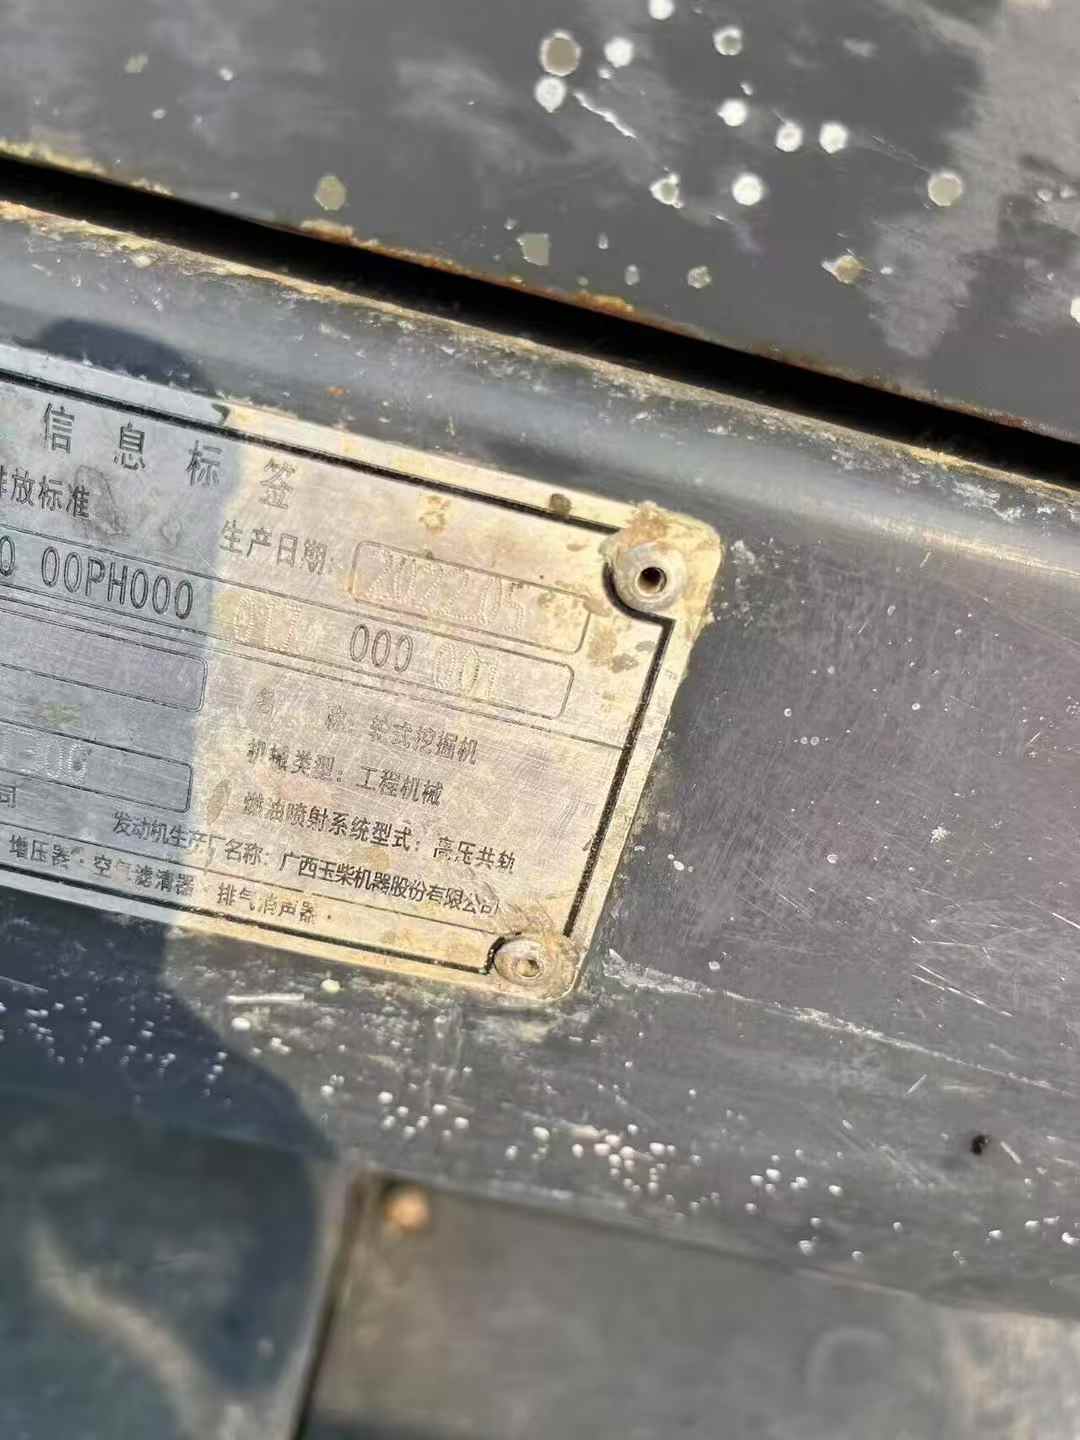 信息标签
排放标准
生产日期: 2022.05
00PH000 000 001
名 称: 轮式挖掘机
机械类型: 工程机械
燃油喷射系统型式: 高压共轨
司
发动机生产厂名称: 广西玉柴机器股份有限公司
增压器、空气滤清器、排气消声器。